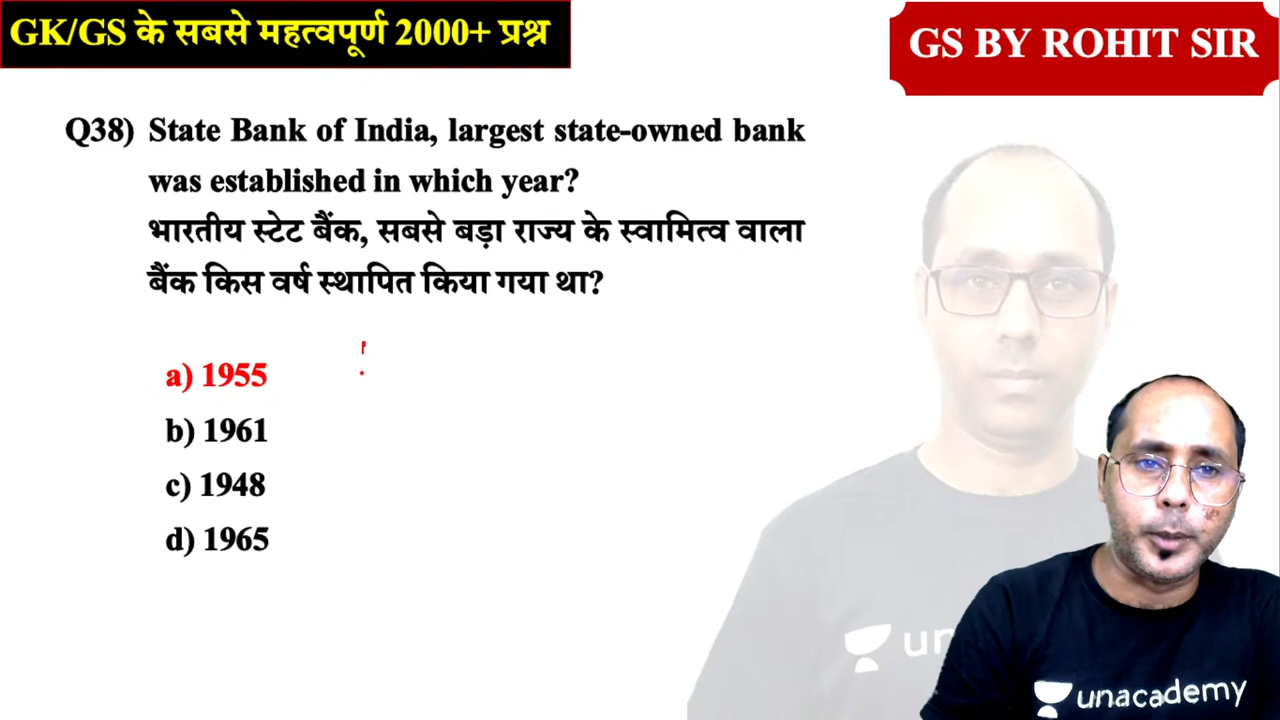 GK/GS के सबसे महत्वपूर्ण 2000+ प्रश्न
GS BY ROHIT SIR
Q38) State Bank of India, largest state-owned bank
was established in which year?
भारतीय स्टेट बैंक, सबसे बड़ा राज्य के स्वामित्व वाला
बैंक किस वर्ष स्थापित किया गया था?
a) 1955
b) 1961
c) 1948
d) 1965
un
unacademy